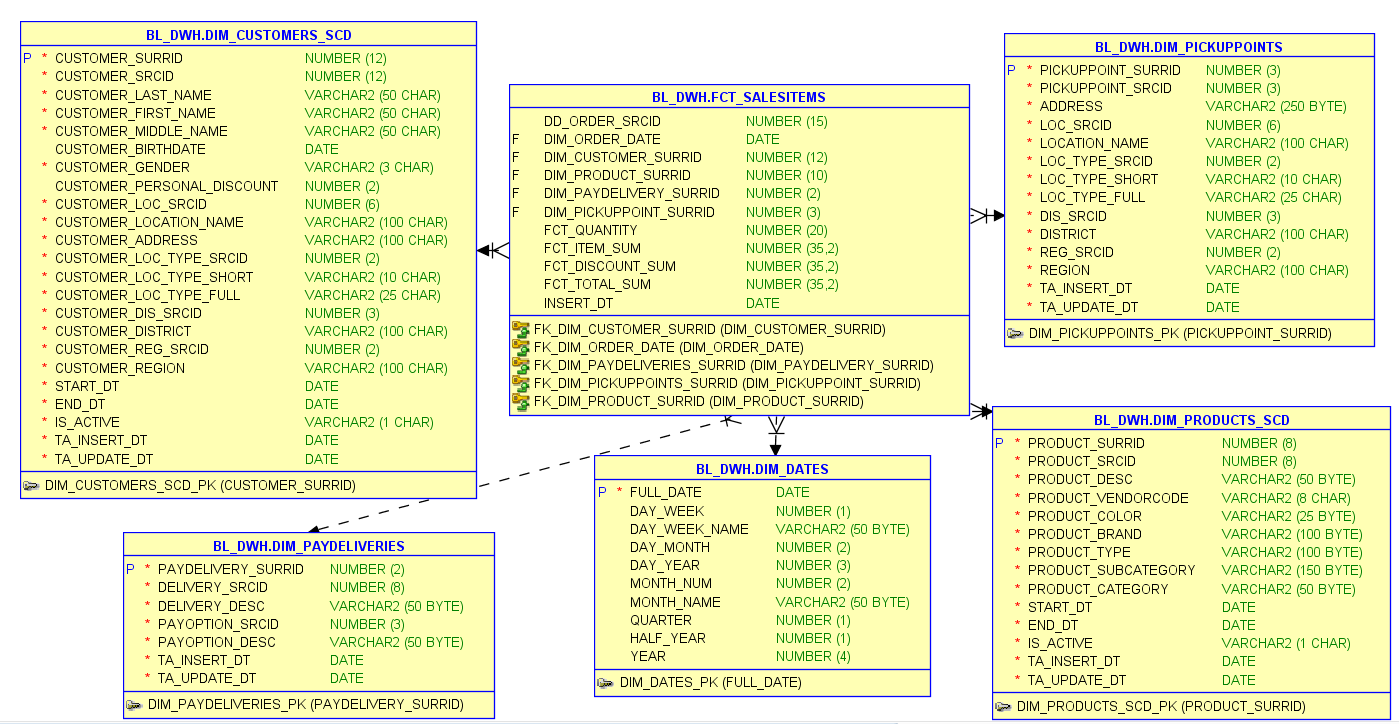 BL_DWH.DIM_CUSTOMERS_SCD
P * CUSTOMER_SURRID NUMBER (12)
* CUSTOMER_SRCID NUMBER (12)
* CUSTOMER_LAST_NAME VARCHAR2 (50 CHAR)
* CUSTOMER_FIRST_NAME VARCHAR2 (50 CHAR)
* CUSTOMER_MIDDLE_NAME VARCHAR2 (50 CHAR)
CUSTOMER_BIRTHDATE DATE
* CUSTOMER_GENDER VARCHAR2 (3 CHAR)
CUSTOMER_PERSONAL_DISCOUNT NUMBER (2)
* CUSTOMER_LOC_SRCID NUMBER (6)
* CUSTOMER_LOCATION_NAME VARCHAR2 (100 CHAR)
* CUSTOMER_ADDRESS VARCHAR2 (100 CHAR)
* CUSTOMER_LOC_TYPE_SRCID NUMBER (2)
* CUSTOMER_LOC_TYPE_SHORT VARCHAR2 (10 CHAR)
* CUSTOMER_LOC_TYPE_FULL VARCHAR2 (25 CHAR)
* CUSTOMER_DIS_SRCID NUMBER (3)
* CUSTOMER_DISTRICT VARCHAR2 (100 CHAR)
* CUSTOMER_REG_SRCID NUMBER (2)
* CUSTOMER_REGION VARCHAR2 (100 CHAR)
* START_DT DATE
* END_DT DATE
* IS_ACTIVE VARCHAR2 (1 CHAR)
* TA_INSERT_DT DATE
* TA_UPDATE_DT DATE
DIM_CUSTOMERS_SCD_PK (CUSTOMER_SURRID)
BL_DWH.FCT_SALESITEMS
DD_ORDER_SRCID NUMBER (15)
F DIM_ORDER_DATE DATE
F DIM_CUSTOMER_SURRID NUMBER (12)
F DIM_PRODUCT_SURRID NUMBER (10)
F DIM_PAYDELIVERY_SURRID NUMBER (2)
F DIM_PICKUPPOINT_SURRID NUMBER (3)
FCT_QUANTITY NUMBER (20)
FCT_ITEM_SUM NUMBER (35,2)
FCT_DISCOUNT_SUM NUMBER (35,2)
FCT_TOTAL_SUM NUMBER (35,2)
INSERT_DT DATE
FK_DIM_CUSTOMER_SURRID (DIM_CUSTOMER_SURRID)
FK_DIM_ORDER_DATE (DIM_ORDER_DATE)
FK_DIM_PAYDELIVERIES_SURRID (DIM_PAYDELIVERY_SURRID)
FK_DIM_PICKUPPOINTS_SURRID (DIM_PICKUPPOINT_SURRID)
FK_DIM_PRODUCT_SURRID (DIM_PRODUCT_SURRID)
BL_DWH.DIM_PICKUPPOINTS
P * PICKUPPOINT_SURRID NUMBER (3)
* PICKUPPOINT_SRCID NUMBER (3)
* ADDRESS VARCHAR2 (250 BYTE)
* LOC_SRCID NUMBER (6)
* LOCATION_NAME VARCHAR2 (100 CHAR)
* LOC_TYPE_SRCID NUMBER (2)
* LOC_TYPE_SHORT VARCHAR2 (10 CHAR)
* LOC_TYPE_FULL VARCHAR2 (25 CHAR)
* DIS_SRCID NUMBER (3)
* DISTRICT VARCHAR2 (100 CHAR)
* REG_SRCID NUMBER (2)
* REGION VARCHAR2 (100 CHAR)
* TA_INSERT_DT DATE
* TA_UPDATE_DT DATE
DIM_PICKUPPOINTS_PK (PICKUPPOINT_SURRID)
BL_DWH.DIM_PAYDELIVERIES
P * PAYDELIVERY_SURRID NUMBER (2)
* DELIVERY_SRCID NUMBER (8)
* DELIVERY_DESC VARCHAR2 (50 BYTE)
* PAYOPTION_SRCID NUMBER (3)
* PAYOPTION_DESC VARCHAR2 (50 BYTE)
* TA_INSERT_DT DATE
* TA_UPDATE_DT DATE
DIM_PAYDELIVERIES_PK (PAYDELIVERY_SURRID)
BL_DWH.DIM_DATES
P * FULL_DATE DATE
DAY_WEEK NUMBER (1)
DAY_WEEK_NAME VARCHAR2 (50 BYTE)
DAY_MONTH NUMBER (2)
DAY_YEAR NUMBER (3)
MONTH_NUM NUMBER (2)
MONTH_NAME VARCHAR2 (50 BYTE)
QUARTER NUMBER (1)
HALF_YEAR NUMBER (1)
YEAR NUMBER (4)
DIM_DATES_PK (FULL_DATE)
BL_DWH.DIM_PRODUCTS_SCD
P * PRODUCT_SURRID NUMBER (8)
* PRODUCT_SRCID NUMBER (8)
* PRODUCT_DESC VARCHAR2 (50 BYTE)
* PRODUCT_VENDORCODE VARCHAR2 (8 CHAR)
* PRODUCT_COLOR VARCHAR2 (25 BYTE)
* PRODUCT_BRAND VARCHAR2 (100 BYTE)
* PRODUCT_TYPE VARCHAR2 (100 BYTE)
* PRODUCT_SUBCATEGORY VARCHAR2 (150 BYTE)
* PRODUCT_CATEGORY VARCHAR2 (50 BYTE)
* START_DT DATE
* END_DT DATE
* IS_ACTIVE VARCHAR2 (1 CHAR)
* TA_INSERT_DT DATE
* TA_UPDATE_DT DATE
DIM_PRODUCTS_SCD_PK (PRODUCT_SURRID)